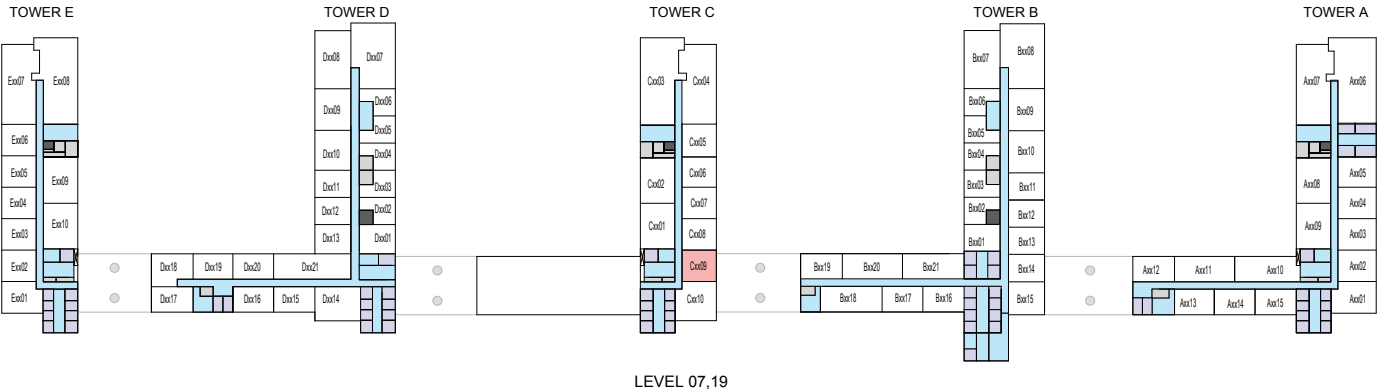 TOWER E
TOWER D
TOWER C
TOWER B
TOWER A
Exx07
Exx08
Exx06
Exx05
Exx09
Exx04
Exx03
Exx10
Exx02
Exx01
Dxx08
Dxx07
Dxx09
Dxx06
Dxx05
Dxx10
Dxx04
Dxx11
Dxx03
Dxx12
Dxx02
Dxx13
Dxx01
Dxx18
Dxx19
Dxx20
Dxx21
Dxx17
Dxx16
Dxx15
Dxx14
Cxx03
Cxx04
Cxx05
Cxx02
Cxx06
Cxx07
Cxx01
Cxx08
Cxx09
Cxx10
Bxx07
Bxx08
Bxx06
Bxx09
Bxx05
Bxx04
Bxx10
Bxx03
Bxx11
Bxx02
Bxx12
Bxx01
Bxx13
Bxx19
Bxx20
Bxx21
Bxx14
Bxx18
Bxx17
Bxx16
Bxx15
Axx07
Axx06
Axx08
Axx05
Axx04
Axx09
Axx03
Axx12
Axx11
Axx10
Axx02
Axx13
Axx14
Axx15
Axx01
LEVEL 07,19